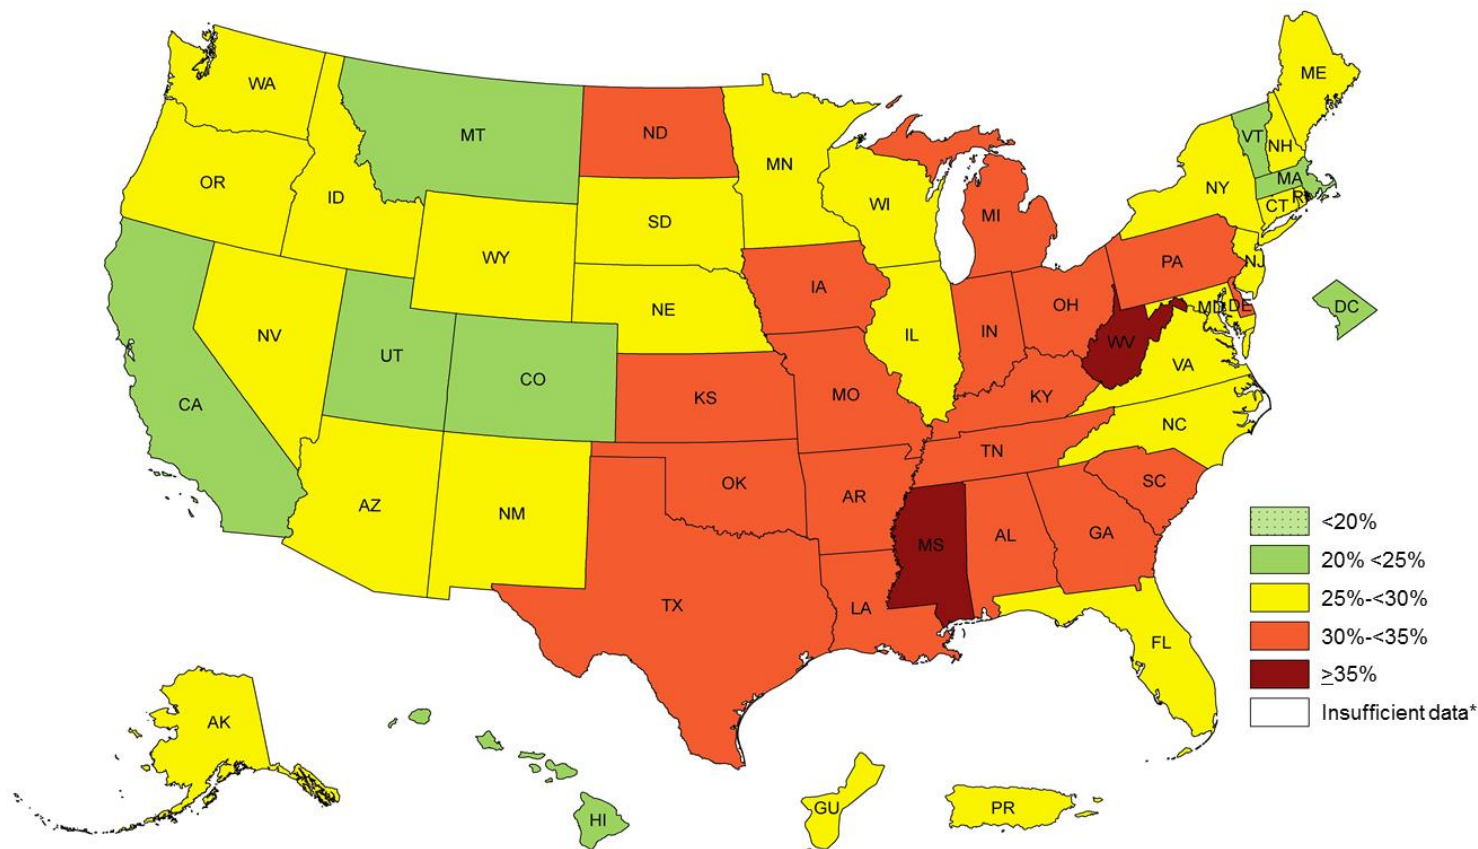 WA
MT
ND
MN
ME
VT
NH
OR
ID
SD
WI
MI
NY
MA
CT
R
WY
IA
PA
NJ
NE
IL
IN
OH
MD
DE
DC
NV
UT
CO
WV
VA
CA
KS
MO
KY
NC
TN
AZ
NM
OK
AR
SC
MS
AL
GA
TX
LA
FL
AK
HI
GU
PR
<20%
20% <25%
25%-<30%
30%-<35%
≥35%
Insufficient data*